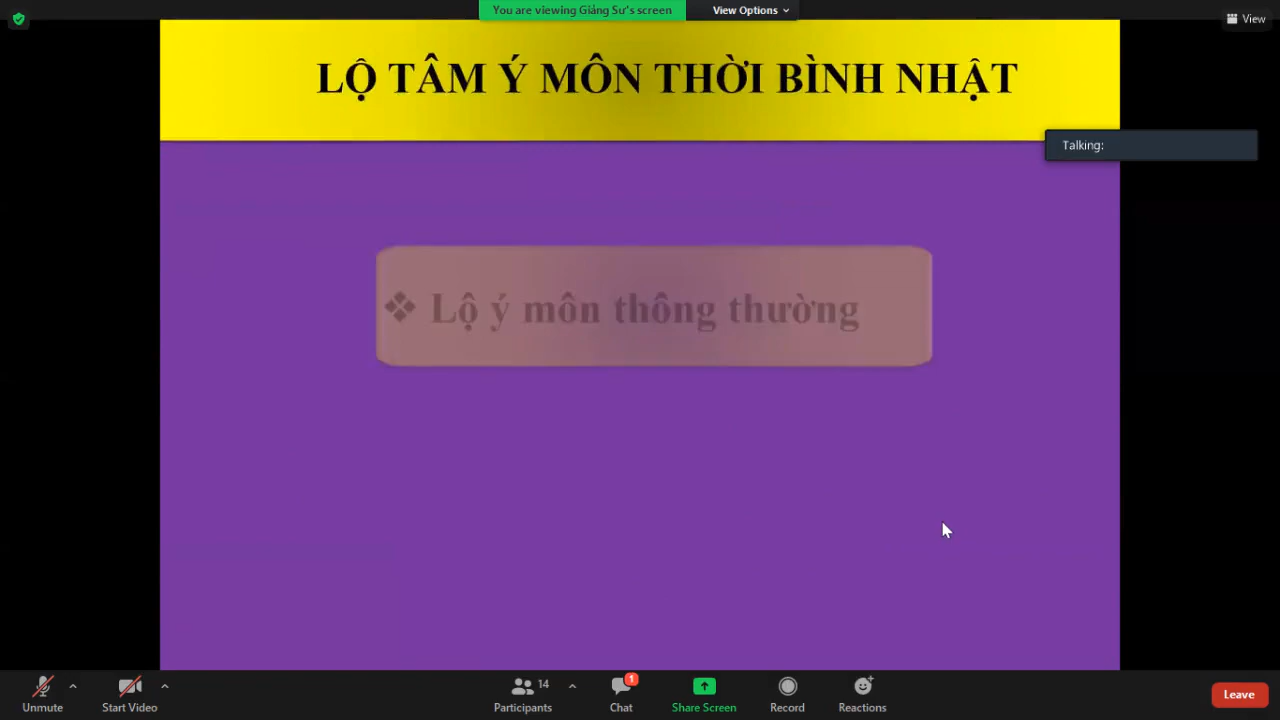 You are viewing Giảng Sư's screen
View Options
View
LỘ TÂM Ý MÔN THỜI BÌNH NHẬT
Talking:
❖ Lộ ý môn thông thường
Unmute
Start Video
14
Participants
1
Chat
Share Screen
Record
Reactions
Leave